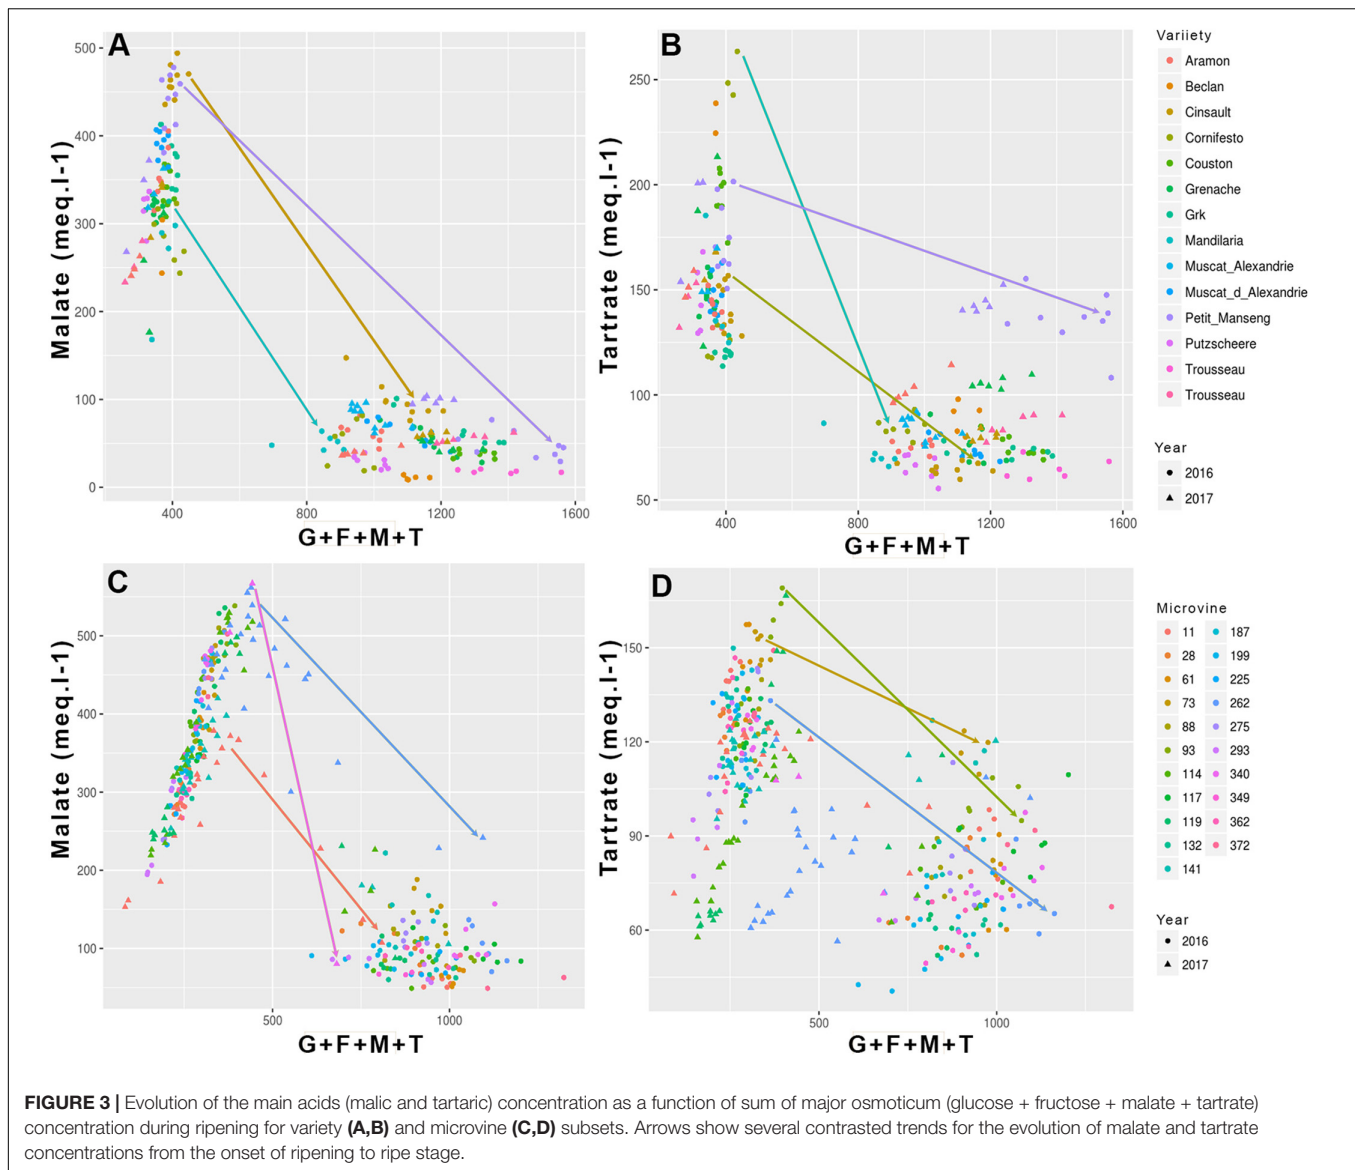 A
Malate (meq.l-1)
500
400
300
200
100
0
400
800
1200
1600
G+F+M+T
B
Tartrate (meq.l-1)
250
200
150
100
50
400
800
1200
1600
G+F+M+T
Variiety
Aramon
Beclan
Cinsault
Cornifesto
Couston
Grenache
Grk
Mandilaria
Muscat_Alexandrie
Muscat_d_Alexandrie
Petit_Manseng
Putzscheere
Trousseau
Trousseau
Year
2016
2017
C
Malate (meq.l-1)
500
400
300
200
100
500
1000
G+F+M+T
D
Tartrate (meq.l-1)
150
120
90
60
500
1000
G+F+M+T
Microvine
11 187
28 199
61 225
73 262
88 275
93 293
114 340
117 349
119 362
132 372
141
Year
2016
2017
FIGURE 3 | Evolution of the main acids (malic and tartaric) concentration as a function of sum of major osmoticum (glucose + fructose + malate + tartrate)
concentration during ripening for variety (A,B) and microvine (C,D) subsets. Arrows show several contrasted trends for the evolution of malate and tartrate
concentrations from the onset of ripening to ripe stage.